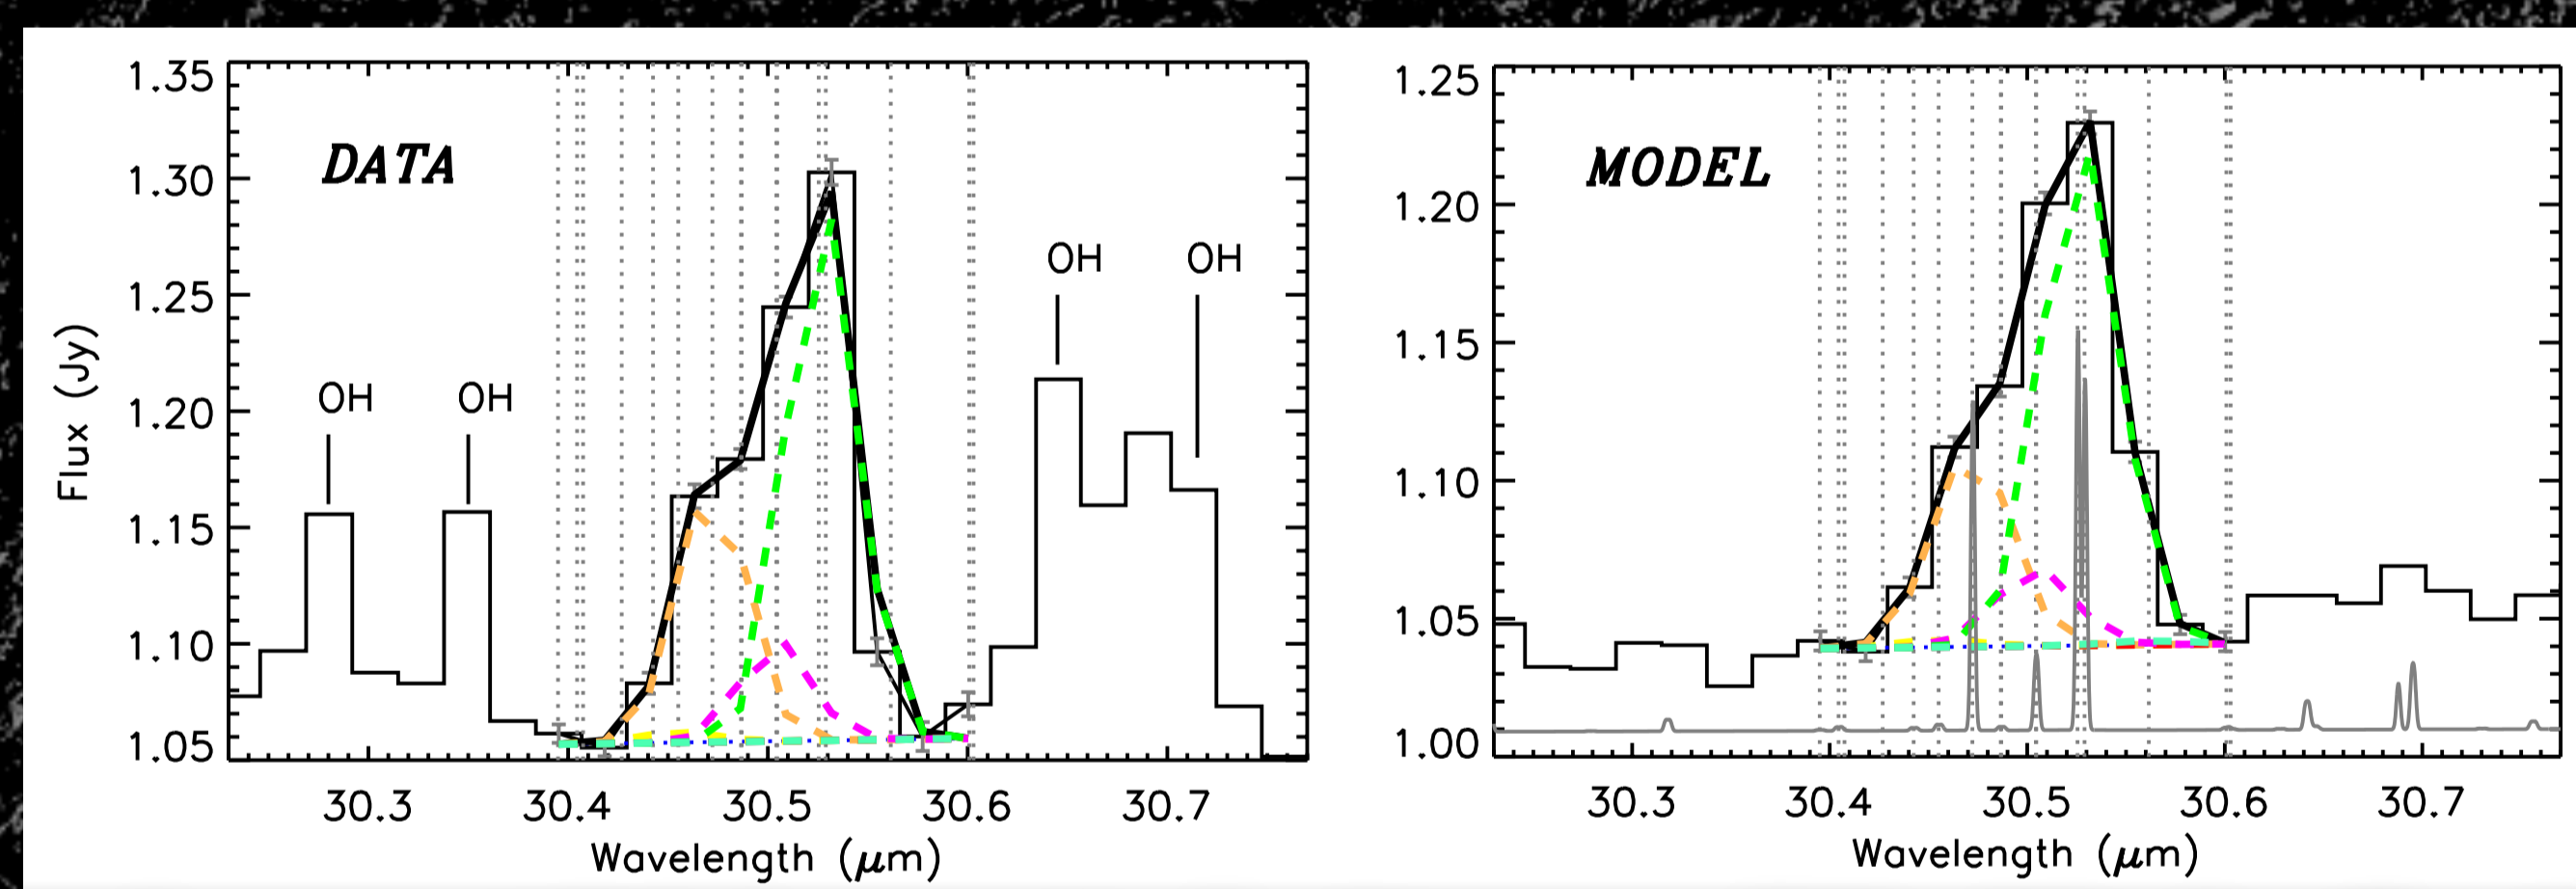 DATA
OH
OH
OH
OH
Flux (Jy)
1.35
1.30
1.25
1.20
1.15
1.10
1.05
30.3 30.4 30.5 30.6 30.7
Wavelength (μm)
MODEL
1.25
1.20
1.15
1.10
1.05
1.00
30.3 30.4 30.5 30.6 30.7
Wavelength (μm)